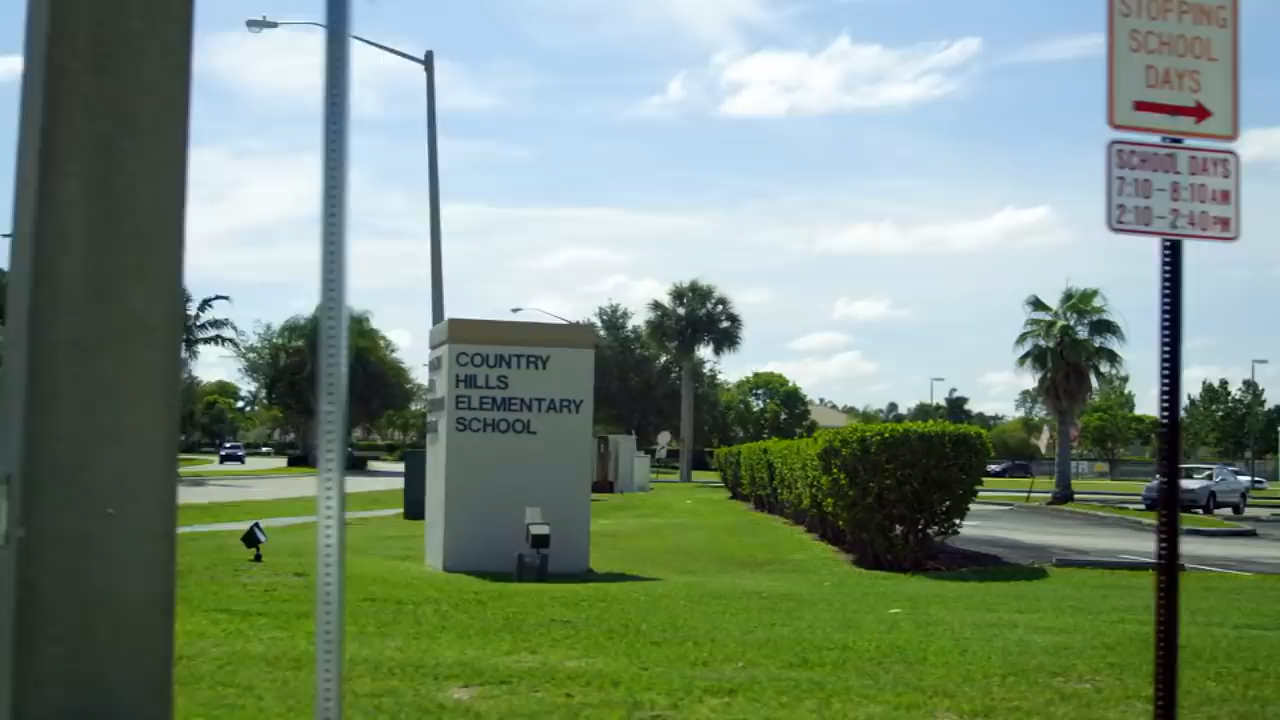 COUNTRY
HILLS
ELEMENTARY
SCHOOL
STOPPING
SCHOOL
DAYS
SCHOOL DAYS
7:10-8:10AM
2:10-2:40PM